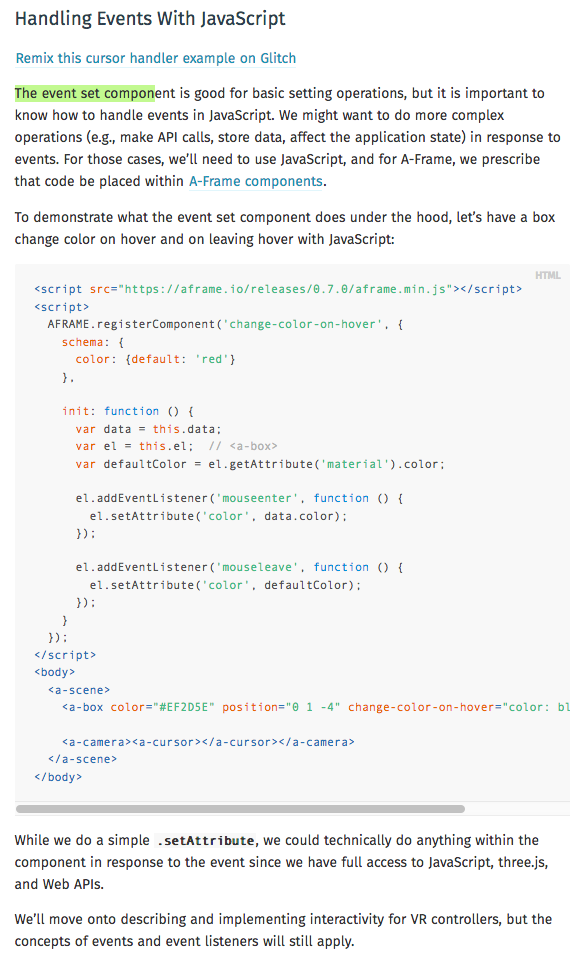 Handling Events With JavaScript
Remix this cursor handler example on Glitch
The event set component is good for basic setting operations, but it is important to
know how to handle events in JavaScript. We might want to do more complex
operations (e.g., make API calls, store data, affect the application state) in response to
events. For those cases, we’ll need to use JavaScript, and for A-Frame, we prescribe
that code be placed within A-Frame components.
To demonstrate what the event set component does under the hood, let’s have a box
change color on hover and on leaving hover with JavaScript:
HTML
<script src="https://aframe.io/releases/0.7.0/aframe.min.js"></script>
<script>
  AFRAME.registerComponent('change-color-on-hover', {
    schema: {
      color: {default: 'red'}
    },
    init: function () {
      var data = this.data;
      var el = this.el;  // <a-box>
      var defaultColor = el.getAttribute('material').color;
      el.addEventListener('mouseenter', function () {
        el.setAttribute('color', data.color);
      });
      el.addEventListener('mouseleave', function () {
        el.setAttribute('color', defaultColor);
      });
    }
  });
</script>
<body>
  <a-scene>
    <a-box color="#EF2D5E" position="0 1 -4" change-color-on-hover="color: bl
    <a-camera><a-cursor></a-cursor></a-camera>
  </a-scene>
</body>
While we do a simple .setAttribute, we could technically do anything within the
component in response to the event since we have full access to JavaScript, three.js,
and Web APIs.
We’ll move onto describing and implementing interactivity for VR controllers, but the
concepts of events and event listeners will still apply.